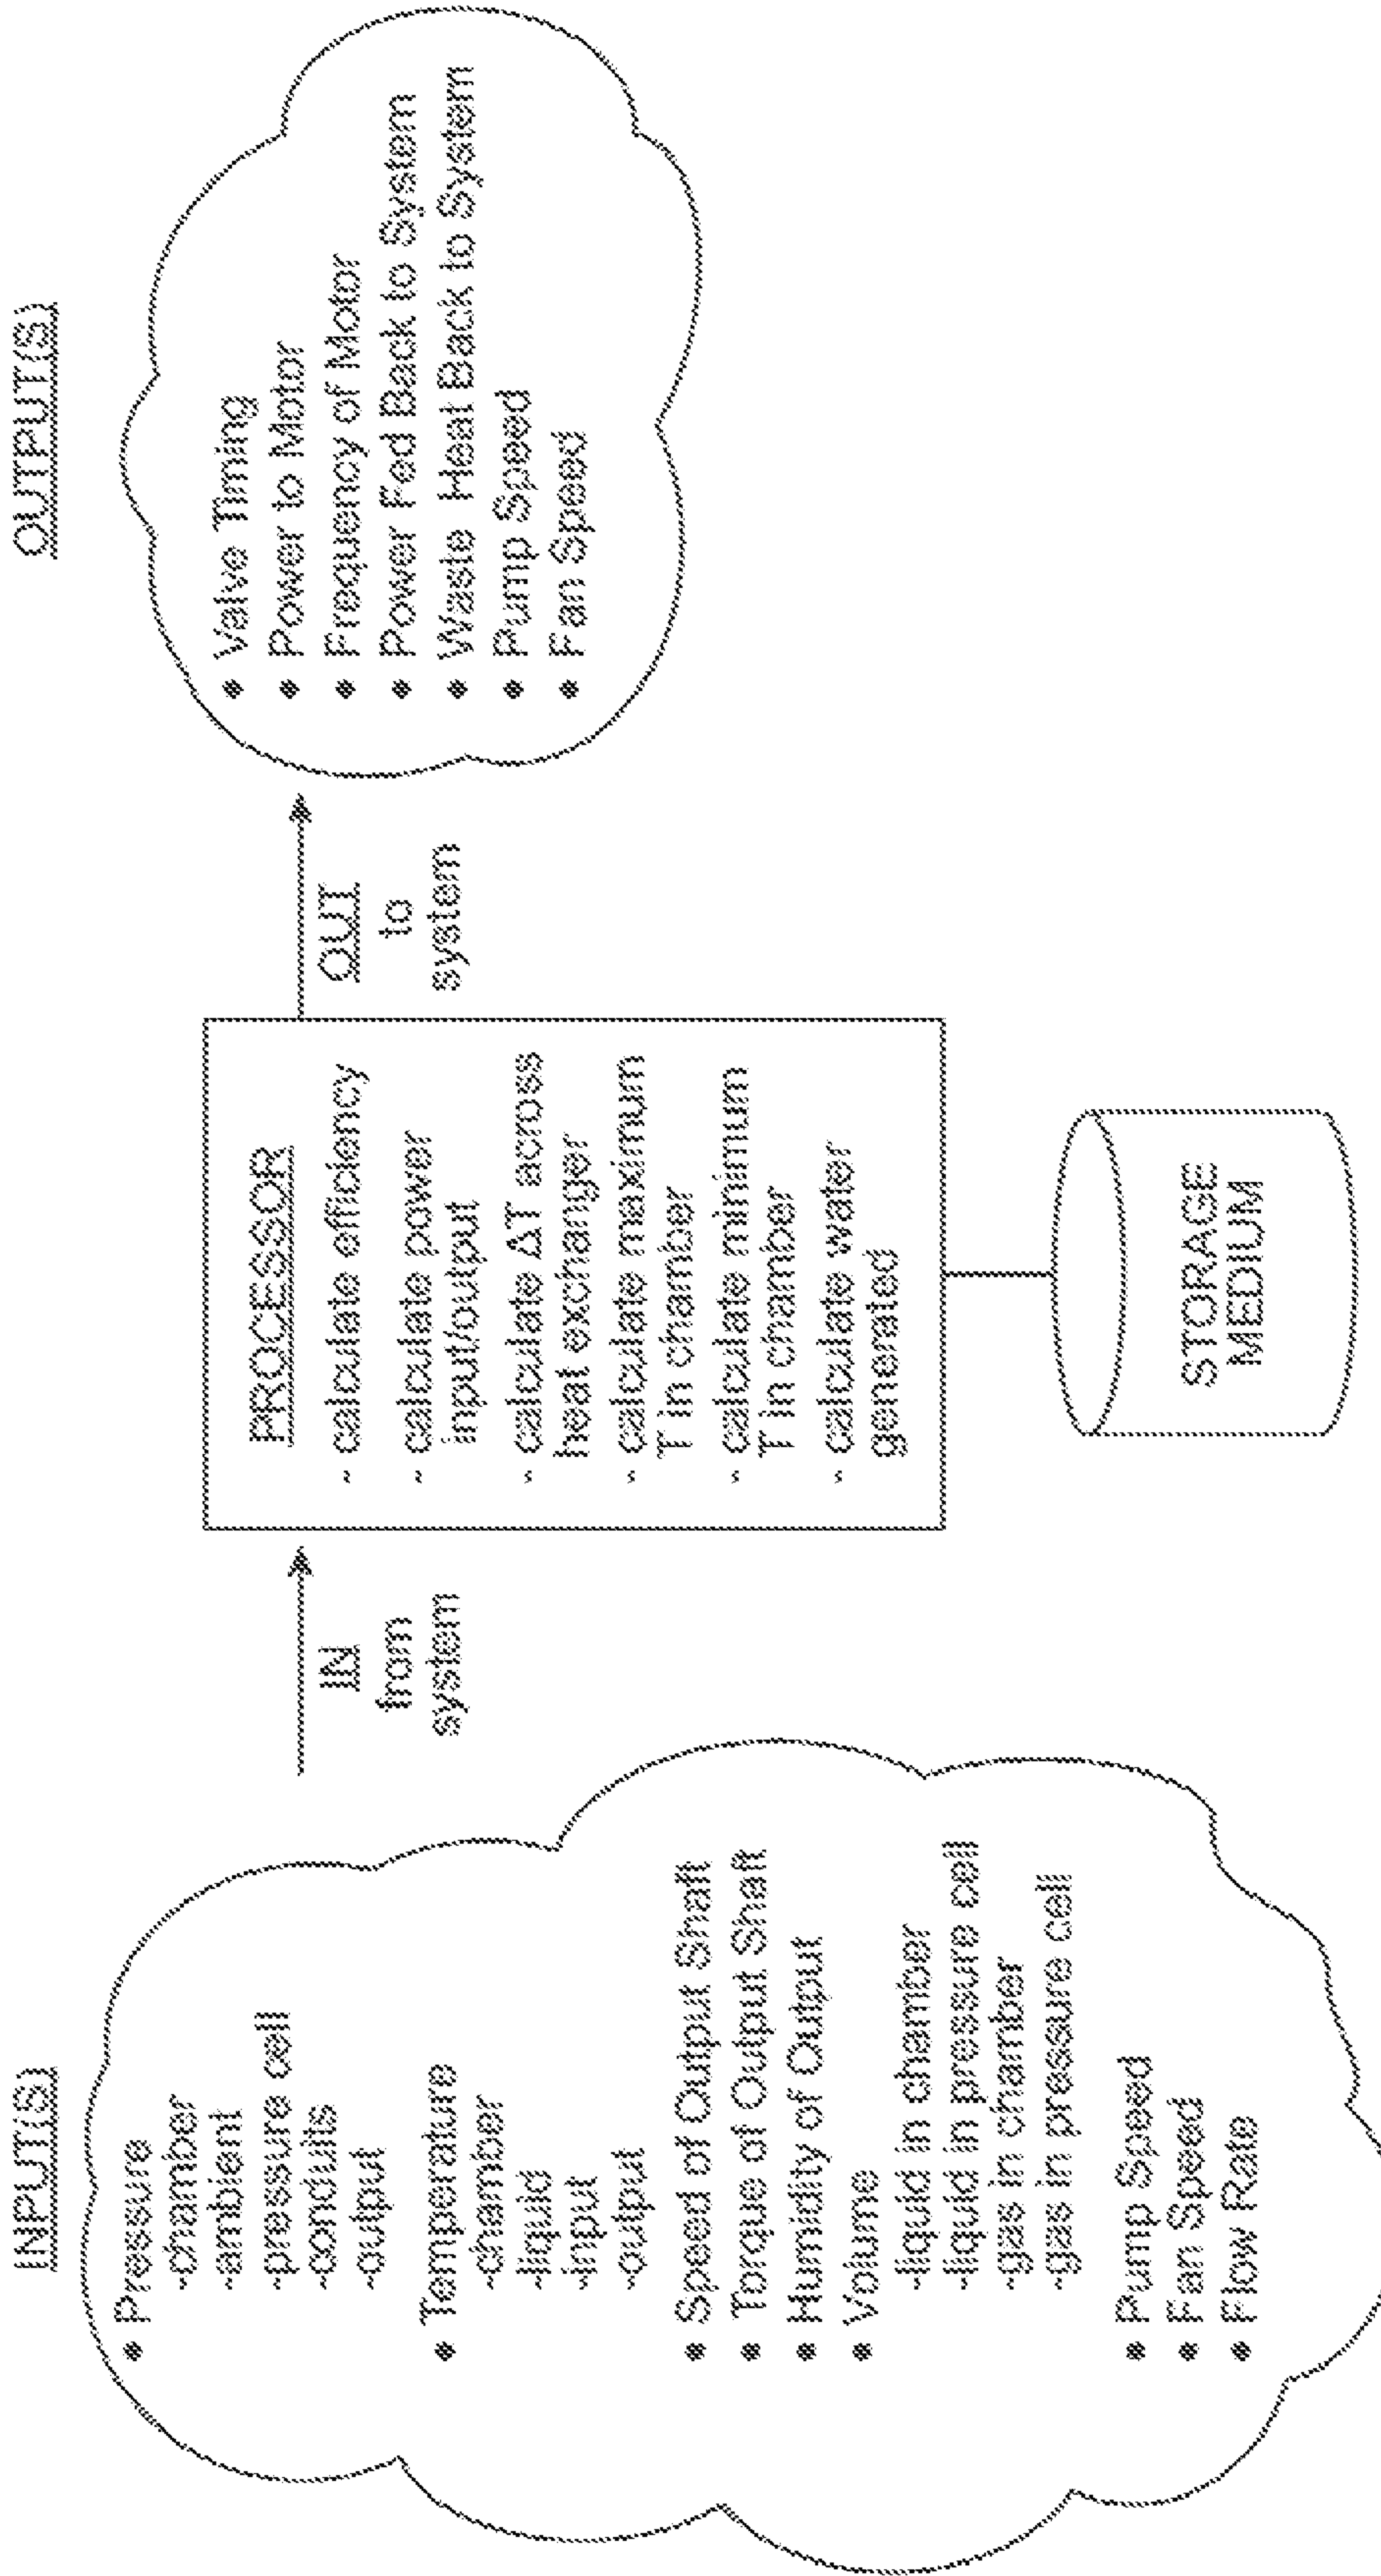 INPUT(S)
• Pressure
-chamber
-ambient
-pressure cell
-conduits
-output
• Temperature
-chamber
-liquid
-input
-output
• Speed of Output Shaft
• Torque of Output Shaft
• Humidity of Output
• Volume
-liquid in chamber
-liquid in pressure cell
-gas in chamber
-gas in pressure cell
• Pump Speed
• Fan Speed
• Flow Rate
IN
from
system
PROCESSOR
- calculate efficiency
- calculate power
input/output
- calculate ΔT across
heat exchanger
- calculate maximum
T in chamber
- calculate minimum
T in chamber
- calculate water
generated
STORAGE
MEDIUM
OUT
to
system
OUTPUT(S)
• Valve Timing
• Power to Motor
• Frequency of Motor
• Power Fed Back to System
• Waste Heat Back to System
• Pump Speed
• Fan Speed